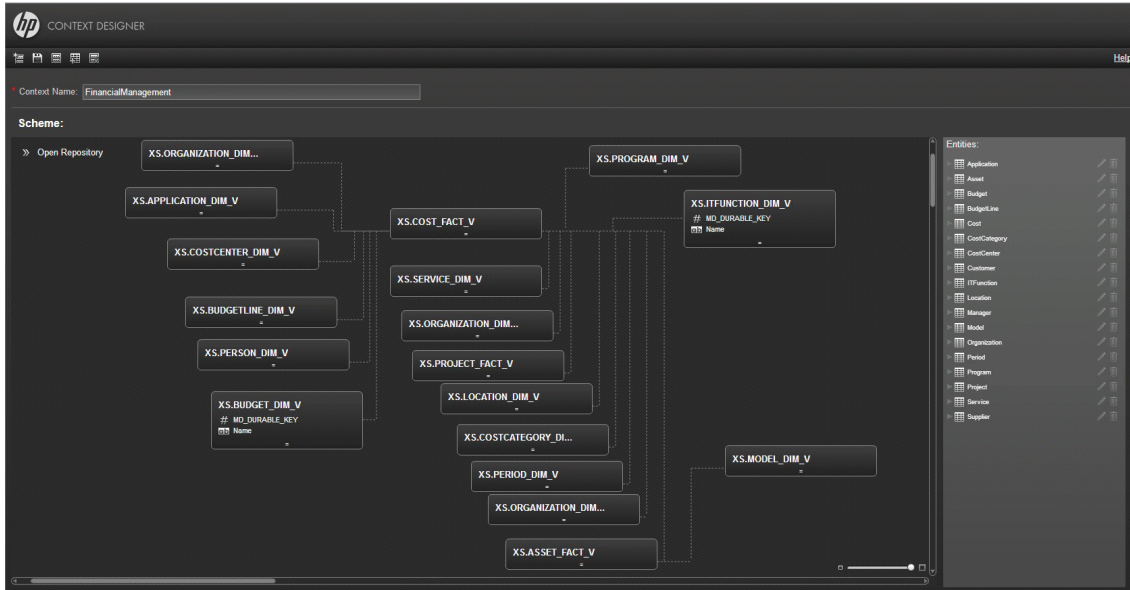 hp CONTEXT DESIGNER
Help
* Context Name: FinancialManagement
Scheme:
» Open Repository
XS.ORGANIZATION_DIM...
XS.APPLICATION_DIM_V
XS.COSTCENTER_DIM_V
XS.BUDGETLINE_DIM_V
XS.PERSON_DIM_V
XS.BUDGET_DIM_V
# MD_DURABLE_KEY
Name
XS.COST_FACT_V
XS.SERVICE_DIM_V
XS.ORGANIZATION_DIM...
XS.PROJECT_FACT_V
XS.LOCATION_DIM_V
XS.COSTCATEGORY_DI...
XS.PERIOD_DIM_V
XS.ORGANIZATION_DIM...
XS.ASSET_FACT_V
XS.PROGRAM_DIM_V
XS.ITFUNCTION_DIM_V
# MD_DURABLE_KEY
Name
XS.MODEL_DIM_V
Entities:
Application
Asset
Budget
BudgetLine
Cost
CostCategory
CostCenter
Customer
ITFunction
Location
Manager
Model
Organization
Period
Program
Project
Service
Supplier